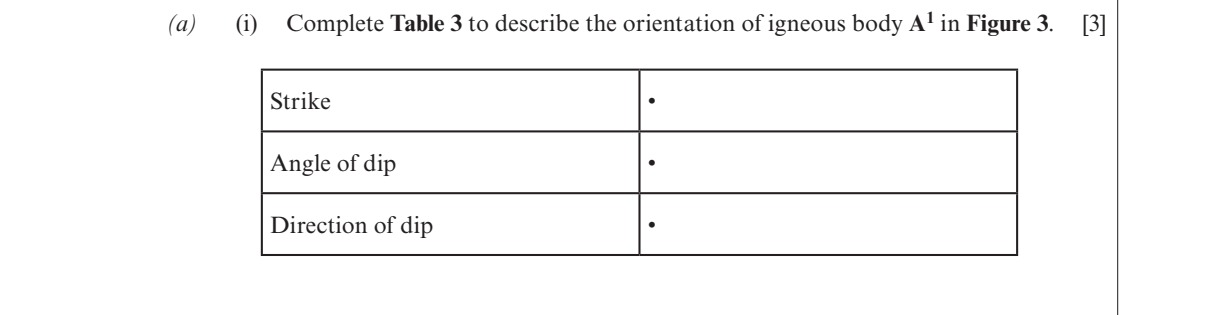 (a) (i) Complete Table 3 to describe the orientation of igneous body A¹ in Figure 3. [3]
Strike •
Angle of dip •
Direction of dip •